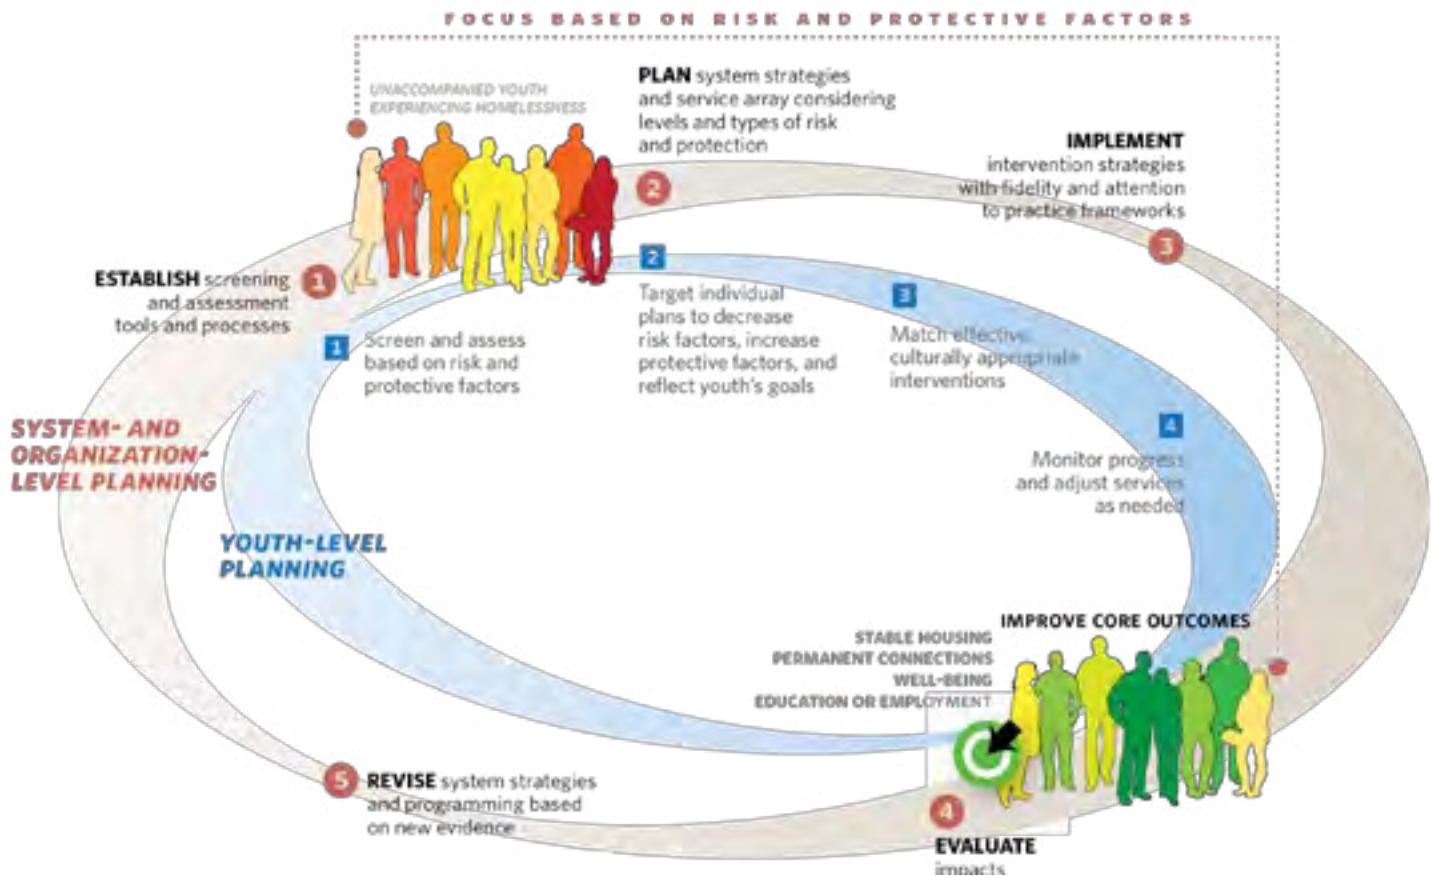 FOCUS BASED ON RISK AND PROTECTIVE FACTORS
UNACCOMPANIED YOUTH
EXPERIENCING HOMELESSNESS
PLAN system strategies
and service array considering
levels and types of risk
and protection
2
IMPLEMENT
intervention strategies
with fidelity and attention
to practice frameworks
3
ESTABLISH screening
and assessment
tools and processes
1
1
Screen and assess
based on risk and
protective factors
2
Target individual
plans to decrease
risk factors, increase
protective factors, and
reflect youth's goals
3
Match effective
culturally appropriate
interventions
4
Monitor progress
and adjust services
as needed
SYSTEM- AND
ORGANIZATION-
LEVEL PLANNING
YOUTH-LEVEL
PLANNING
IMPROVE CORE OUTCOMES
STABLE HOUSING
PERMANENT CONNECTIONS
WELL-BEING
EDUCATION OR EMPLOYMENT
5
REVISE system strategies
and programming based
on new evidence
4
EVALUATE
impacts